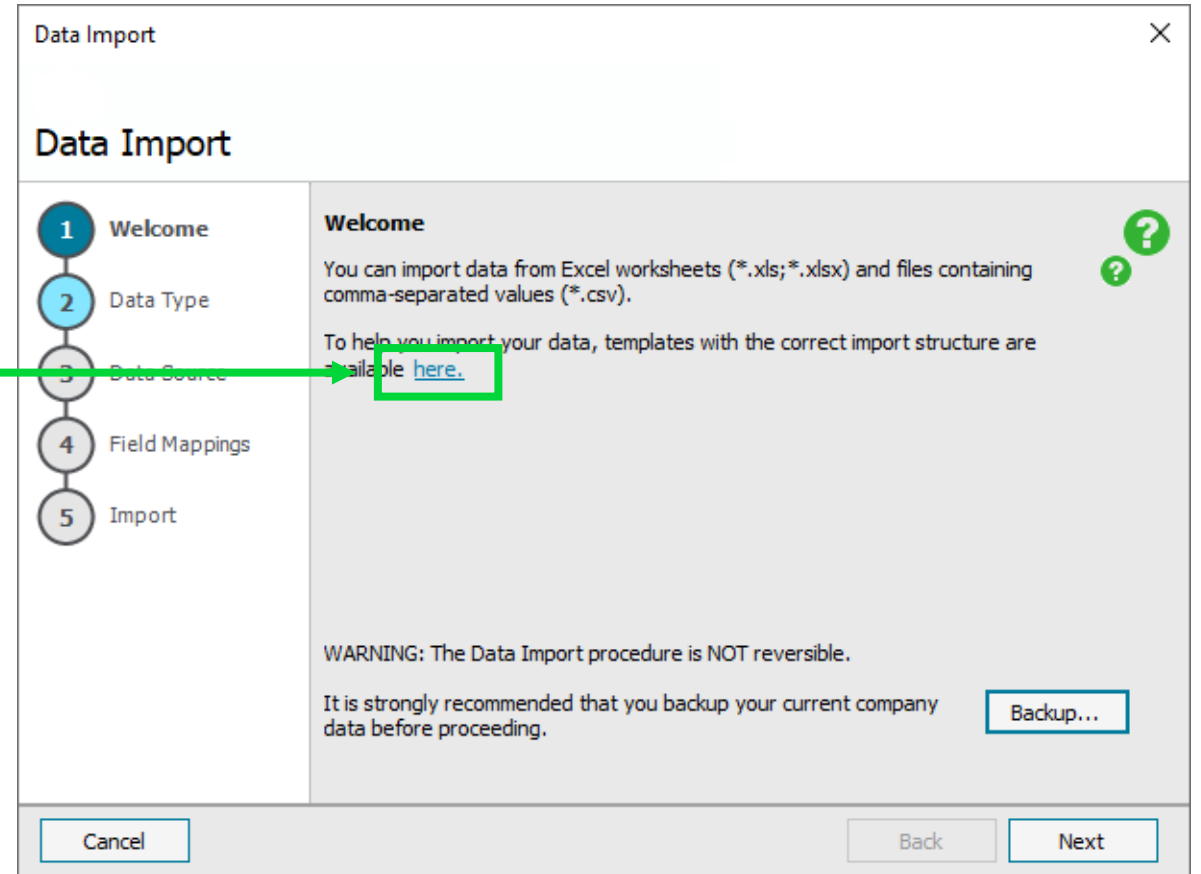 Data Import
Data Import
1 Welcome
2 Data Type
3 Data Source
4 Field Mappings
5 Import
Welcome
You can import data from Excel worksheets (*.xls;*.xlsx) and files containing
comma-separated values (*.csv).
To help you import your data, templates with the correct import structure are
available here.
WARNING: The Data Import procedure is NOT reversible.
It is strongly recommended that you backup your current company
data before proceeding.
Backup...
Cancel
Back
Next